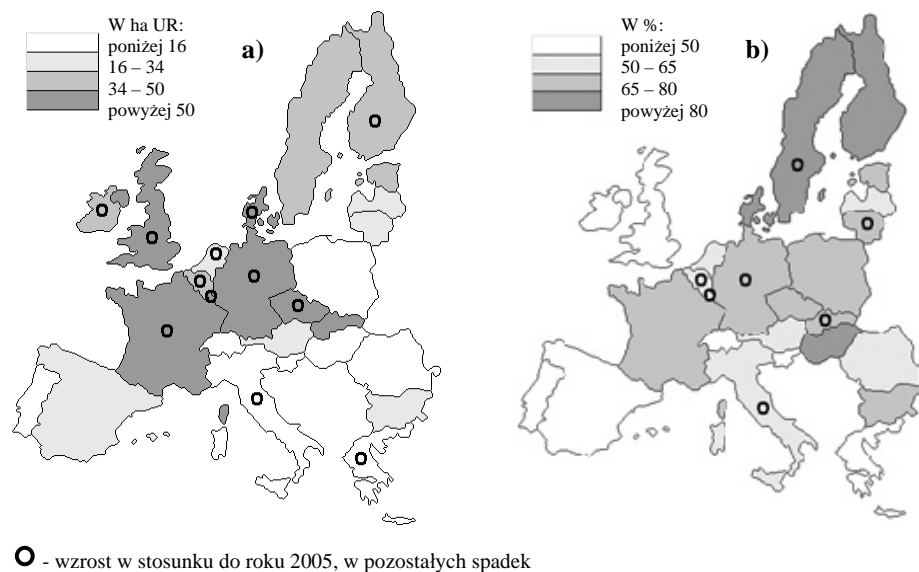 W ha UR:
poniżej 16
16 – 34
34 – 50
powyżej 50
a)
W %:
poniżej 50
50 – 65
65 – 80
powyżej 80
b)
O - wzrost w stosunku do roku 2005, w pozostałych spadek